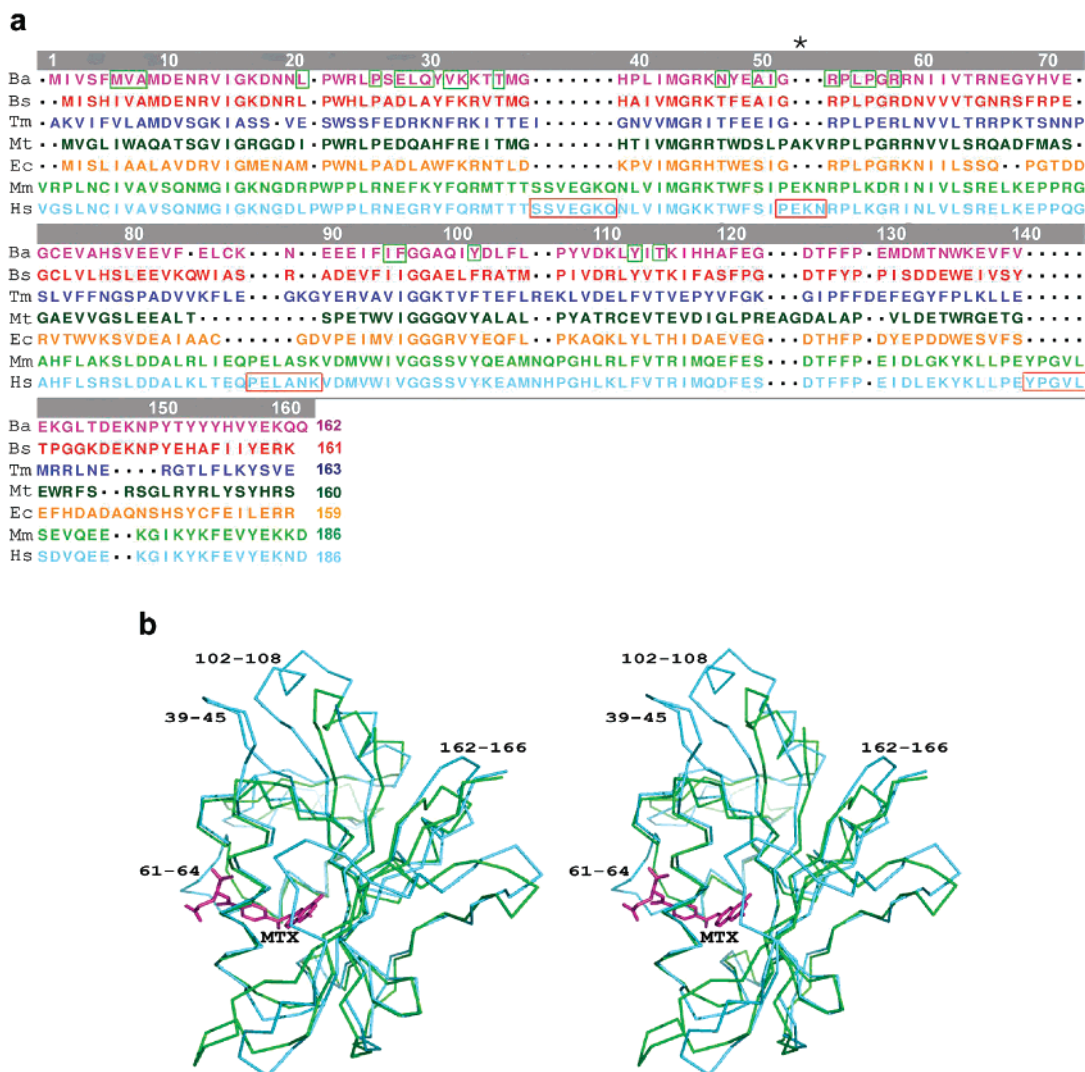 a
*
1 10 20 30 40 50 60 70
Ba ·MIVSFMVAMDENRVIGKDNNL·PWRLPSELQYVKKTTMG·······HPLIMGRKNYEAIG···RPLPGRRNIIVTRNEGYHVE·
Bs ··MISHIVAMDENRVIGKDNRL·PWHLPADLAYFKRVTMG·······HAIVMGRKTFEAIG···RPLPGRDNVVVTGNRSFRPE·
Tm ·AKVIFVLAMDVSGKIASS·VE·SWSSFEDRKNFRKITTEI······GNVVMGRITFEEIG···RPLPERLNVVLTRRPKTSNNP
Mt ··MVGLIWAQATSGVIGRGGDI·PWRLPEDQAHFREITMG·······HTIVMGRRTWDSLPAKVRPLPGRRNVVLSRQADFMAS·
Ec ··MISLIAALAVDRVIGMENAM·PWNLPADLAWFKRNTLD·······KPVIMGRHTWESIG···RPLPGRKNIILSSQ··PGTDD
Mm VRPLNCIVAVSQNMGIGKNGDRPWPPLRNEFKYFQRMTTTSSVEGKQNLVIMGRKTWFSIPEKNRPLKDRINIVLSRELKEPPRG
Hs VGSLNCIVAVSQNMGIGKNGDLPWPPLRNEGRYFQRMTTTSSVEGKQNLVIMGKKTWFSIPEKNRPLKGRINLVLSRELKEPPQG
80 90 100 110 120 130 140
Ba GCEVAHSVEEVF·ELCK··N··EEEIFIFGGAQIYDLFL··PYVDKLYITKIHHAFEG···DTFFP·EMDMTNWKEVFV·····
Bs GCLVLHSLEEVKQWIAS···R··ADEVFIIGGAELFRATM··PIVDRLYVTKIFASFPG···DTFYP·PISDDEWEIVSY·····
Tm SLVFFNGSPADVVKFLE···GKGYERVAVIGGKTVFTEFLREKLVDELFVTVEPYVFGK···GIPFFDEFEGYFPLKLLE·····
Mt GAEVVGSLEEALT·········SPETWVIGGGQVYALAL··PYATRCEVTEVDIGLPREAGDALAP·VLDETWRGETG······
Ec RVTWVKSVDEAIAAC······GDVPEIMVIGGGRVYEQFL··PKAQKLYLTHIDAEVEG···DTHFP·DYEPDDWESVFS·····
Mm AHFLAKSLDDALRLIEQPELASKVDMVWIVGGSSVYQEAMNQPGHLRLFVTRIMQEFES···DTFFP·EIDLGKYKLLPEYPGVL
Hs AHFLSRSLDDALKLTEQPELANKVDMVWIVGGSSVYKEAMNHPGHLKLFVTRIMQDFES···DTFFP·EIDLEKYKLLPEYPGVL
150 160
Ba EKGLTDEKNPYTYYYHVYEKQQ 162
Bs TPGGKDEKNPYEHAFIIYERK 161
Tm MRRLNE····RGTLFLKYSVE 163
Mt EWRFS··RSGLRYRLYSYHRS 160
Ec EFHDADAQNSHSYCFEILERR 159
Mm SEVQEE··KGIKYKFEVYEKKD 186
Hs SDVQEE··KGIKYKFEVYEKND 186
b
102-108 102-108
39-45 39-45
162-166 162-166
61-64 61-64
MTX MTX